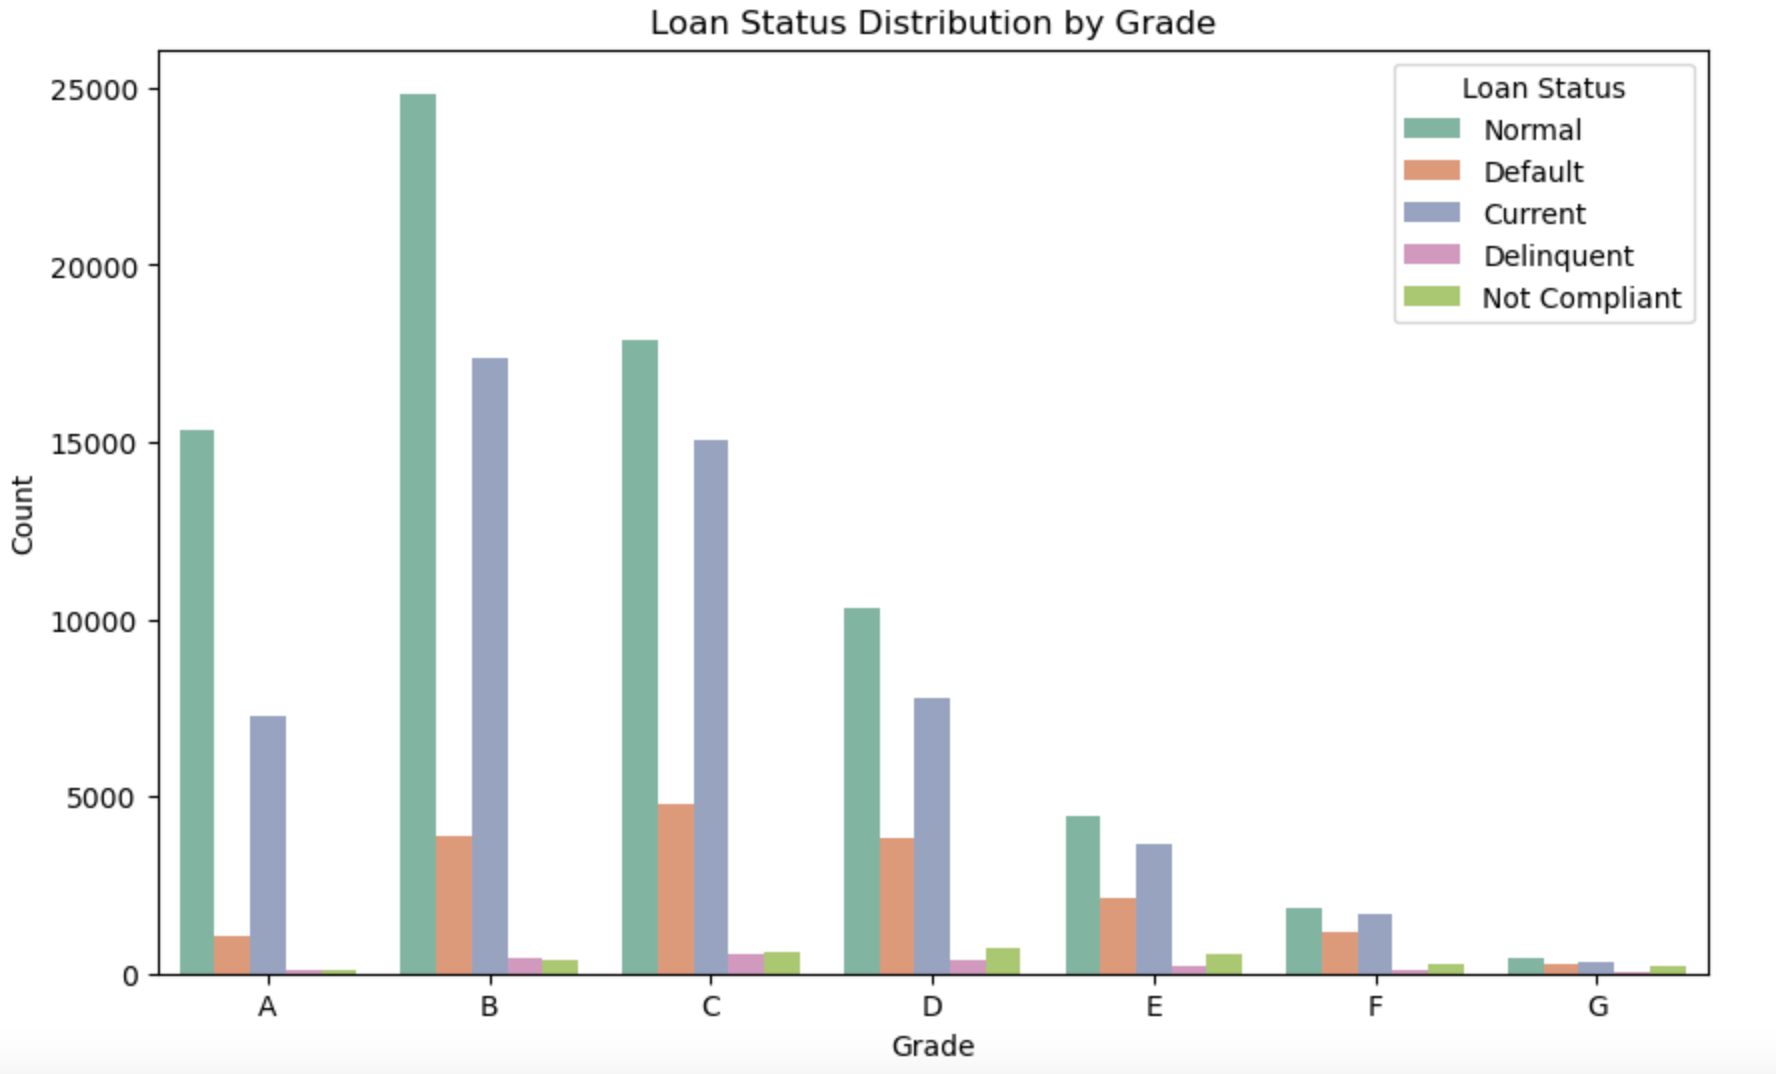 Loan Status Distribution by Grade
Loan Status
Normal
Default
Current
Delinquent
Not Compliant
25000
20000
15000
10000
5000
0
Count
A B C D E F G
Grade